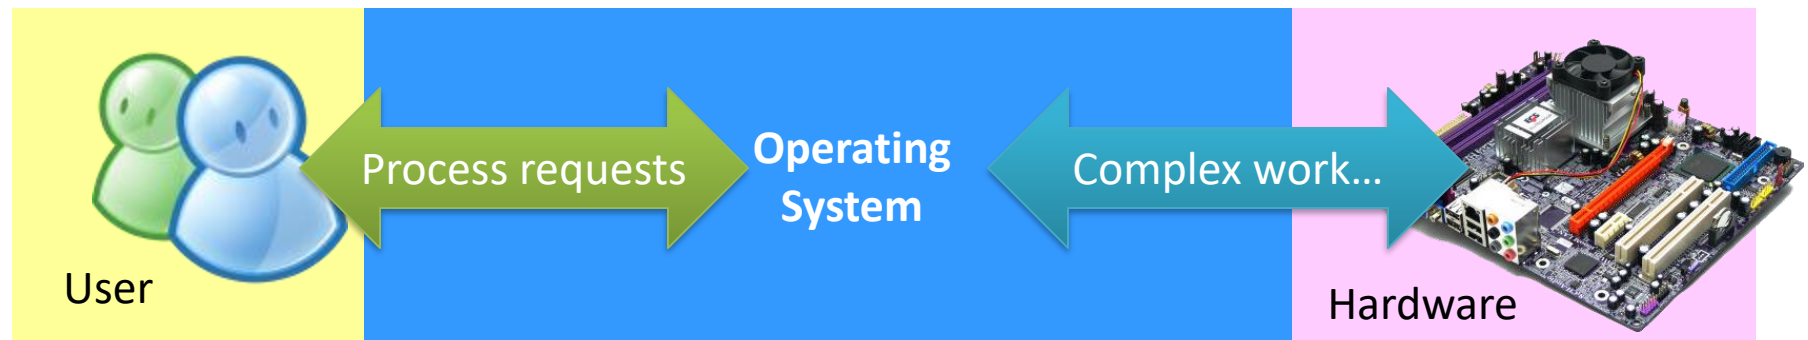 User
Process requests
Operating
System
Complex work...
Hardware